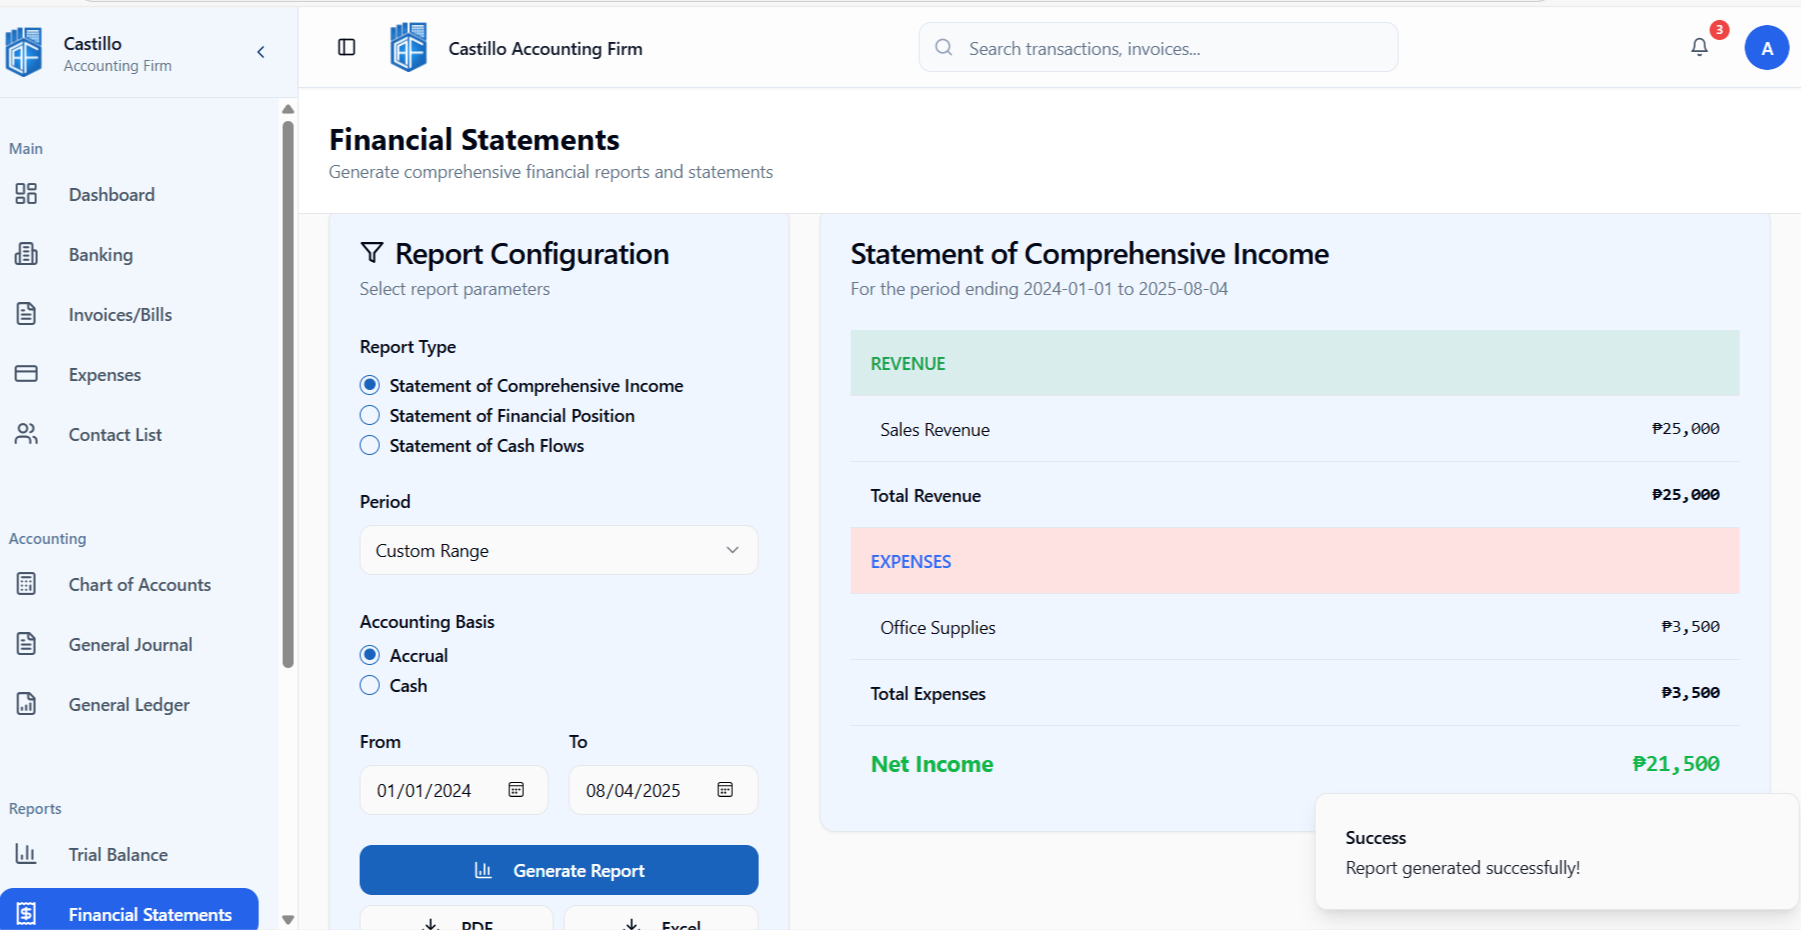 Castillo
Accounting Firm
Castillo Accounting Firm
Search transactions, invoices...
3
A
Main
Dashboard
Banking
Invoices/Bills
Expenses
Contact List
Accounting
Chart of Accounts
General Journal
General Ledger
Reports
Trial Balance
Financial Statements
Financial Statements
Generate comprehensive financial reports and statements
Report Configuration
Select report parameters
Report Type
Statement of Comprehensive Income
Statement of Financial Position
Statement of Cash Flows
Period
Custom Range
Accounting Basis
Accrual
Cash
From To
01/01/2024 08/04/2025
Generate Report
PDF Excel
Statement of Comprehensive Income
For the period ending 2024-01-01 to 2025-08-04
REVENUE
Sales Revenue ₱25,000
Total Revenue ₱25,000
EXPENSES
Office Supplies ₱3,500
Total Expenses ₱3,500
Net Income ₱21,500
Success
Report generated successfully!